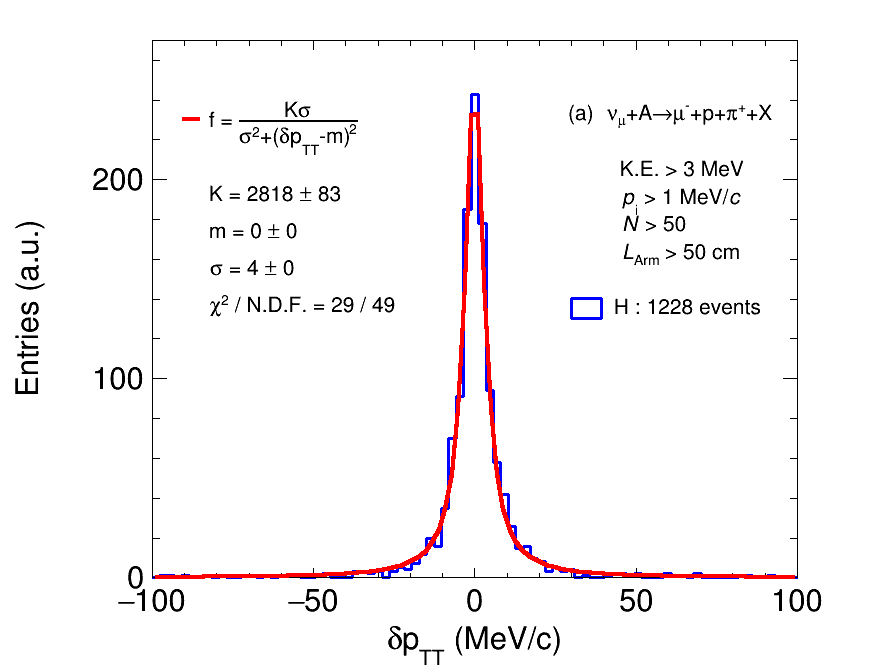 f = Kσ / σ²+(δp_TT-m)²
K = 2818 ± 83
m = 0 ± 0
σ = 4 ± 0
χ² / N.D.F. = 29 / 49
(a) ν_μ+A→μ⁻+p+π⁺+X
K.E. > 3 MeV
p_i > 1 MeV/c
N > 50
L_Arm > 50 cm
H : 1228 events
Entries (a.u.)
200
100
0
−100 −50 0 50 100
δp_TT (MeV/c)